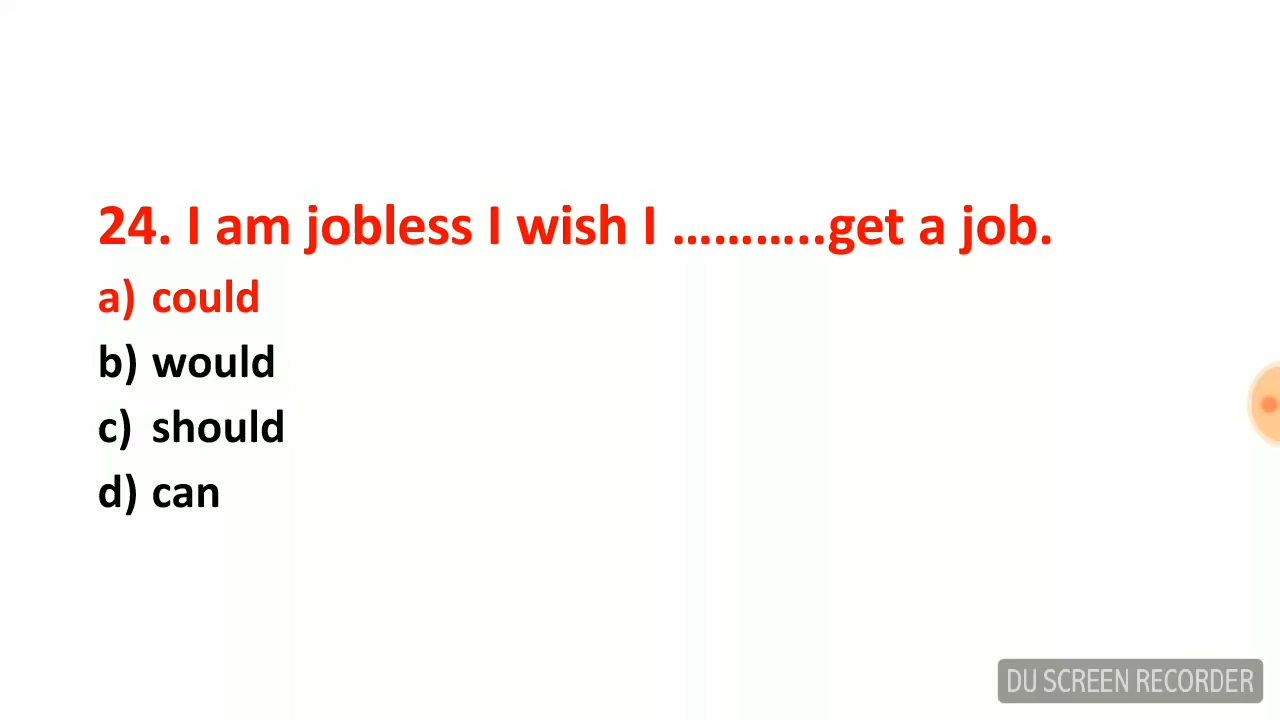 24. I am jobless I wish I ………..get a job.
a) could
b) would
c) should
d) can
DU SCREEN RECORDER